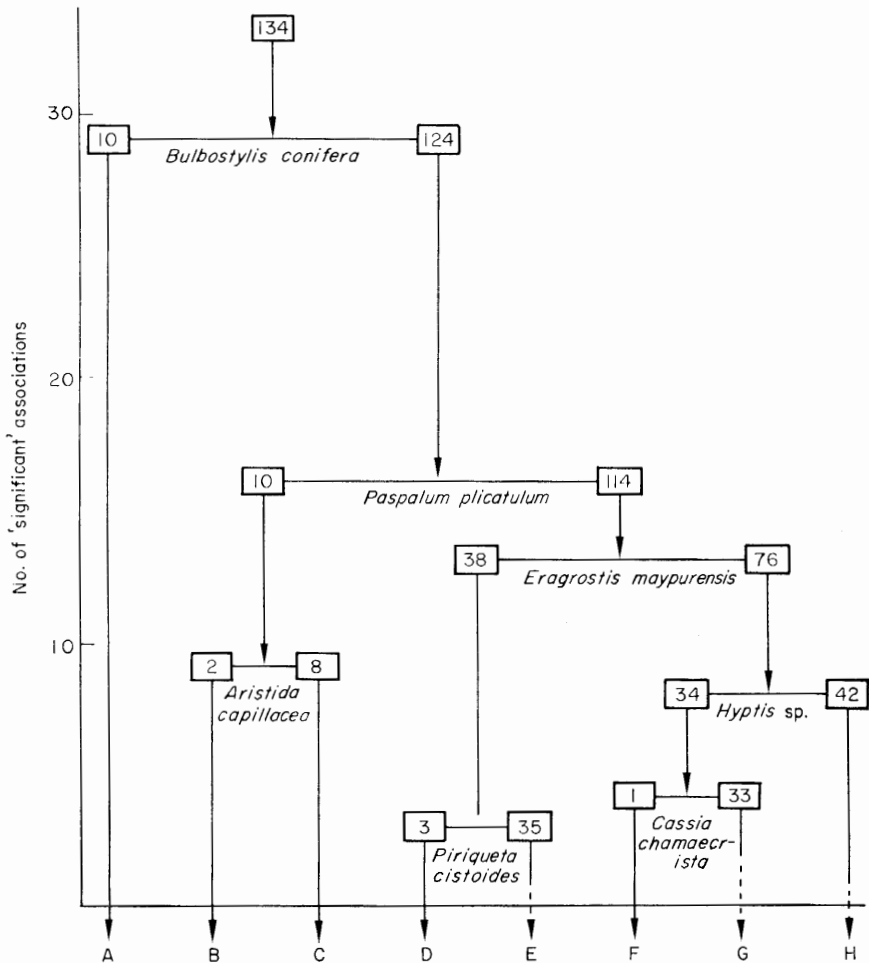 134
30
10
124
Bulbostylis conifera
20
No. of 'significant' associations
10
114
Paspalum plicatulum
38
76
Eragrostis maypurensis
10
2
8
Aristida
capillacea
34
42
Hyptis sp.
1
33
Cassia
chamaecr-
ista
3
35
Piriqueta
cistoides
A B C D E F G H